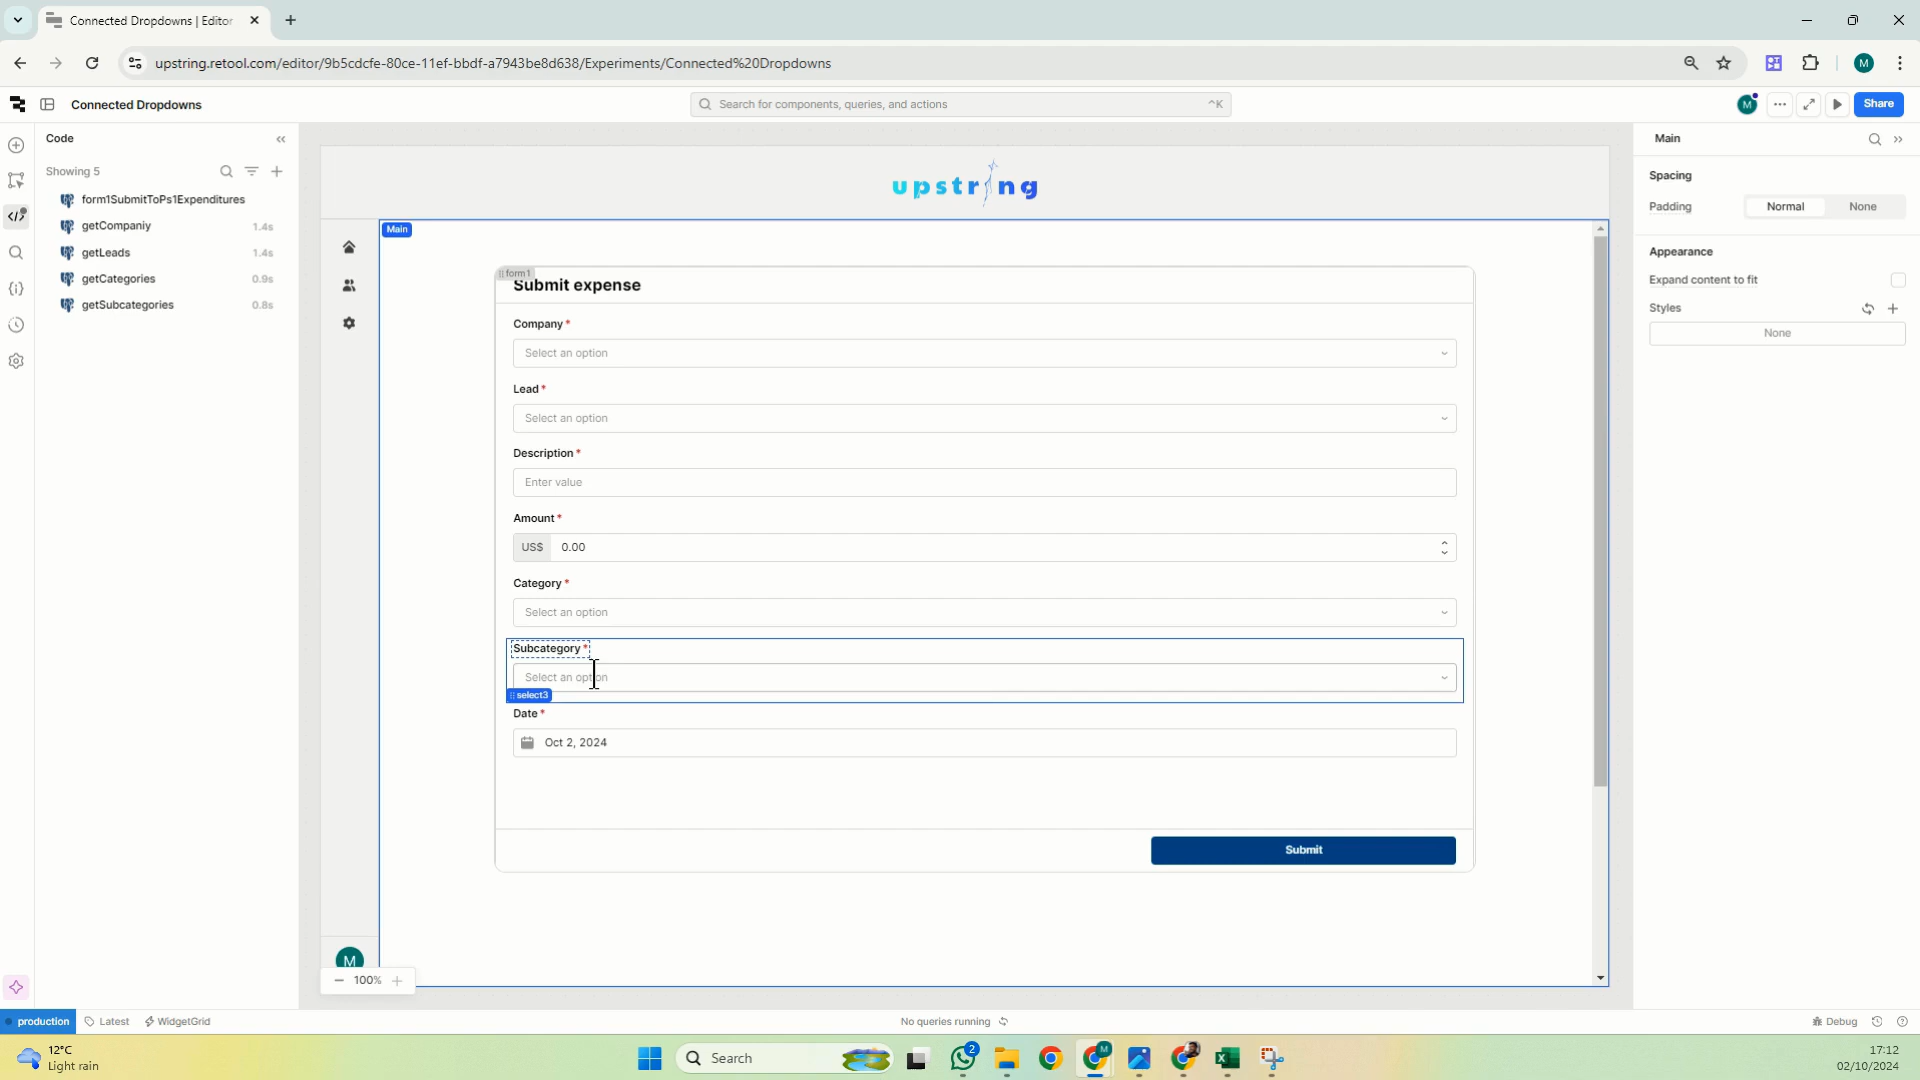 Connected Dropdowns | Editor
upstring.retool.com/editor/9b5cdcfe-80ce-11ef-bbdf-a7943be8d638/Experiments/Connected%20Dropdowns
M
Connected Dropdowns
Search for components, queries, and actions
^K
M
Share
Code
Showing 5
form1SubmitToPs1Expenditures
getCompaniy 1.4s
getLeads 1.4s
getCategories 0.9s
getSubcategories 0.8s
upstring
Main
form1
Submit expense
Company *
Select an option
Lead *
Select an option
Description *
Enter value
Amount *
US$ 0.00
Category *
Select an option
Subcategory *
Select an option
select3
Date *
Oct 2, 2024
Submit
M
100%
Main
Spacing
Padding Normal None
Appearance
Expand content to fit
Styles
None
production Latest WidgetGrid
No queries running
Debug
12°C
Light rain
Search
2
M
17:12
02/10/2024